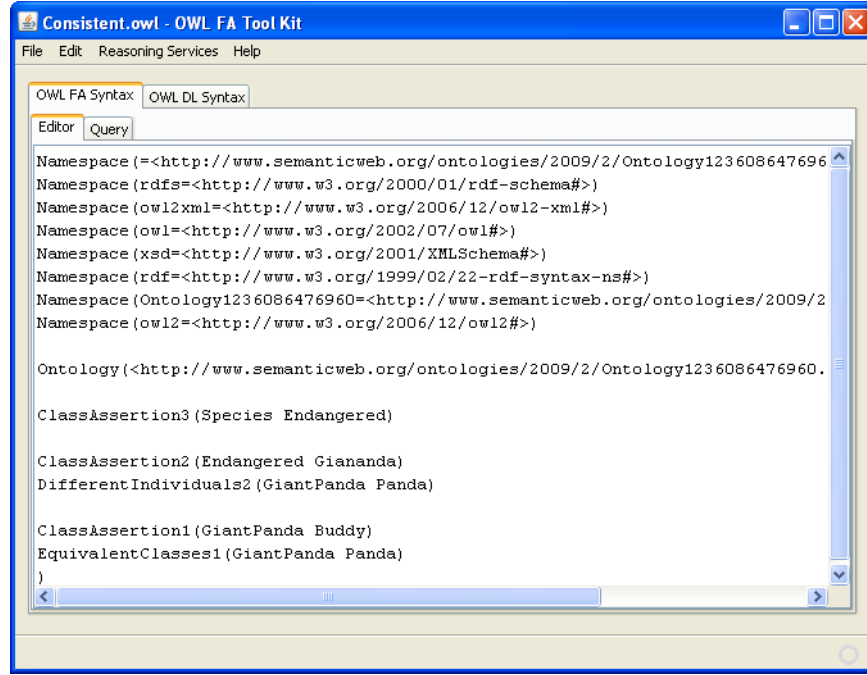 Consistent.owl - OWL FA Tool Kit
File Edit Reasoning Services Help
OWL FA Syntax OWL DL Syntax
Editor Query
Namespace(=<http://www.semanticweb.org/ontologies/2009/2/Ontology123608647696
Namespace(rdfs=<http://www.w3.org/2000/01/rdf-schema#>)
Namespace(owl2xml=<http://www.w3.org/2006/12/owl2-xml#>)
Namespace(owl=<http://www.w3.org/2002/07/owl#>)
Namespace(xsd=<http://www.w3.org/2001/XMLSchema#>)
Namespace(rdf=<http://www.w3.org/1999/02/22-rdf-syntax-ns#>)
Namespace(Ontology1236086476960=<http://www.semanticweb.org/ontologies/2009/2
Namespace(owl2=<http://www.w3.org/2006/12/owl2#>)
Ontology(<http://www.semanticweb.org/ontologies/2009/2/Ontology1236086476960.
ClassAssertion3(Species Endangered)
ClassAssertion2(Endangered Giananda)
DifferentIndividuals2(GiantPanda Panda)
ClassAssertion1(GiantPanda Buddy)
EquivalentClasses1(GiantPanda Panda)
)